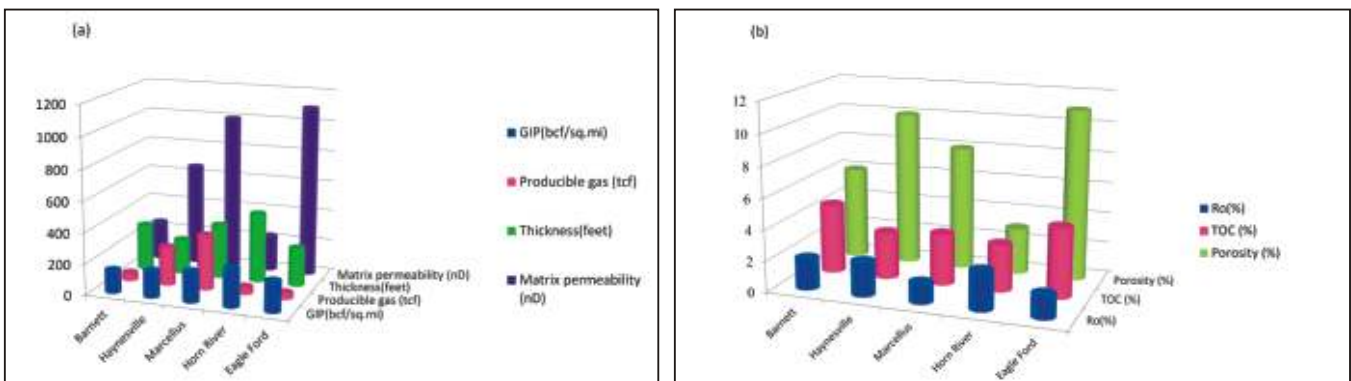 (a)
1200
1000
800
600
400
200
0
Barnett
Haynesville
Marcellus
Horn River
Eagle Ford
Matrix permeability (nD)
Thickness(feet)
Producible gas (tcf)
GIP(bcf/sq.mi)
GIP(bcf/sq.mi)
Producible gas (tcf)
Thickness(feet)
Matrix permeability
(nD)
(b)
12
10
8
6
4
2
0
Barnett
Haynesville
Marcellus
Horn River
Eagle Ford
Porosity (%)
TOC (%)
Ro(%)
Ro(%)
TOC (%)
Porosity (%)